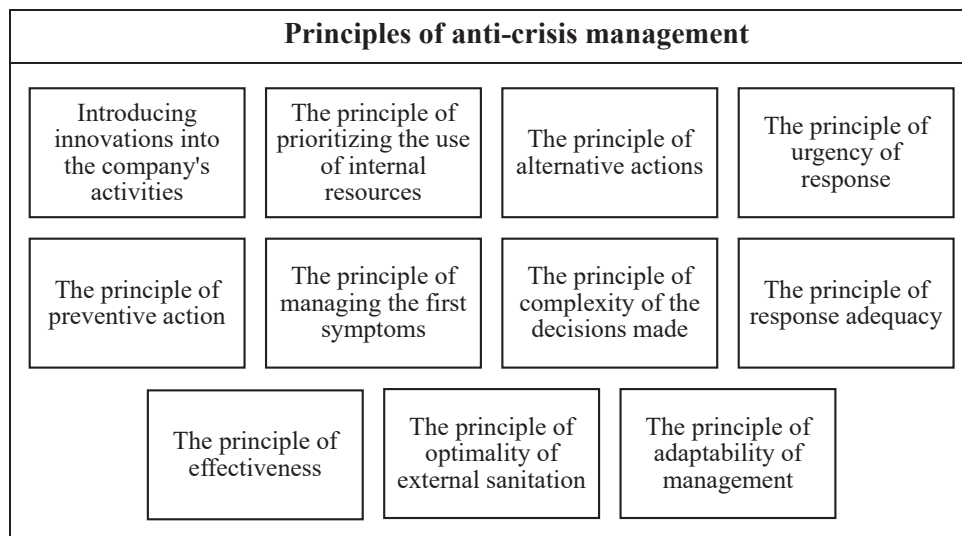 Principles of anti-crisis management
Introducing
innovations into
the company's
activities
The principle of
prioritizing the use
of internal
resources
The principle of
alternative actions
The principle of
urgency of
response
The principle of
preventive action
The principle of
managing the first
symptoms
The principle of
complexity of the
decisions made
The principle of
response adequacy
The principle of
effectiveness
The principle of
optimality of
external sanitation
The principle of
adaptability of
management